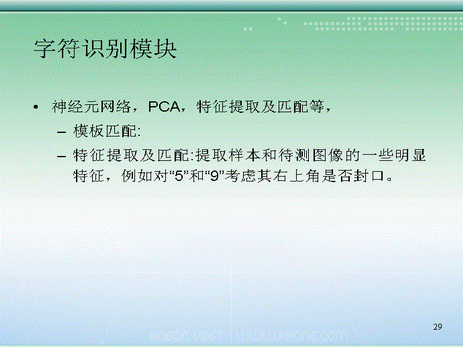 字符识别模块
• 神经元网络，PCA，特征提取及匹配等，
– 模板匹配:
– 特征提取及匹配:提取样本和待测图像的一些明显
特征，例如对“5”和“9”考虑其右上角是否封口。
29